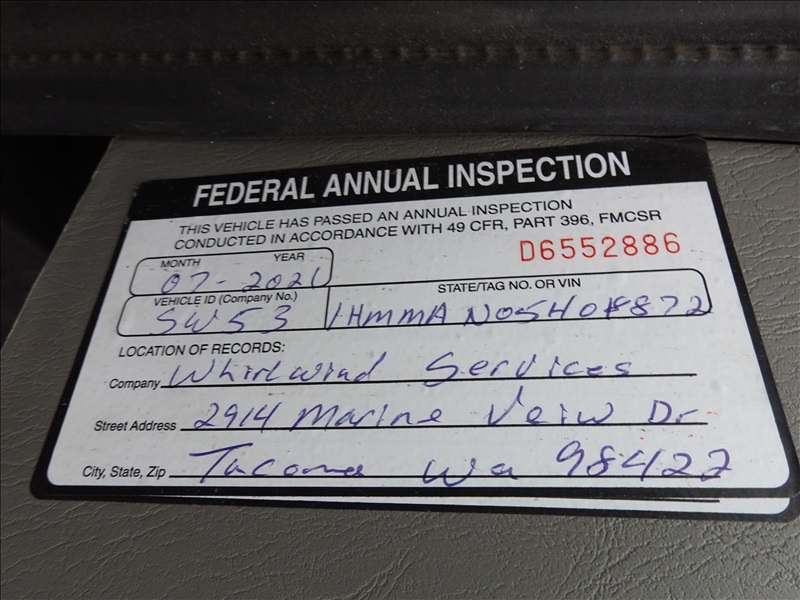 FEDERAL ANNUAL INSPECTION
THIS VEHICLE HAS PASSED AN ANNUAL INSPECTION
CONDUCTED IN ACCORDANCE WITH 49 CFR, PART 396, FMCSR
D6552886
MONTH YEAR
07-2021
VEHICLE ID (Company No.)
SW53
STATE/TAG NO. OR VIN
LOCATION OF RECORDS:
Company Whirlwind Services
Street Address 2914 Marine Veiw Dr
City, State, Zip Tacoma Wa 98422